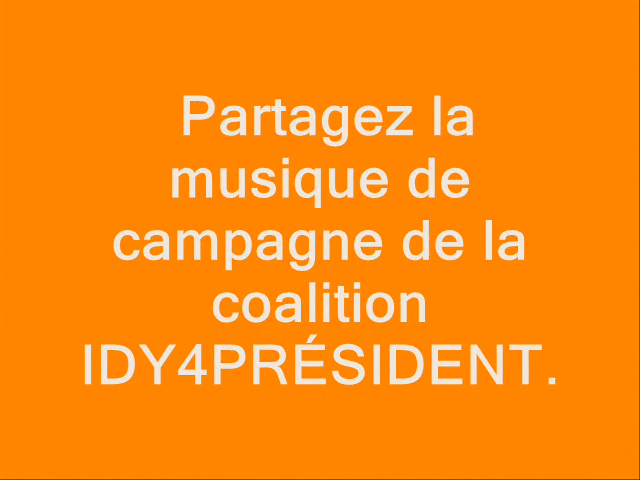 Partagez la
musique de
campagne de la
coalition
IDY4PRÉSIDENT.